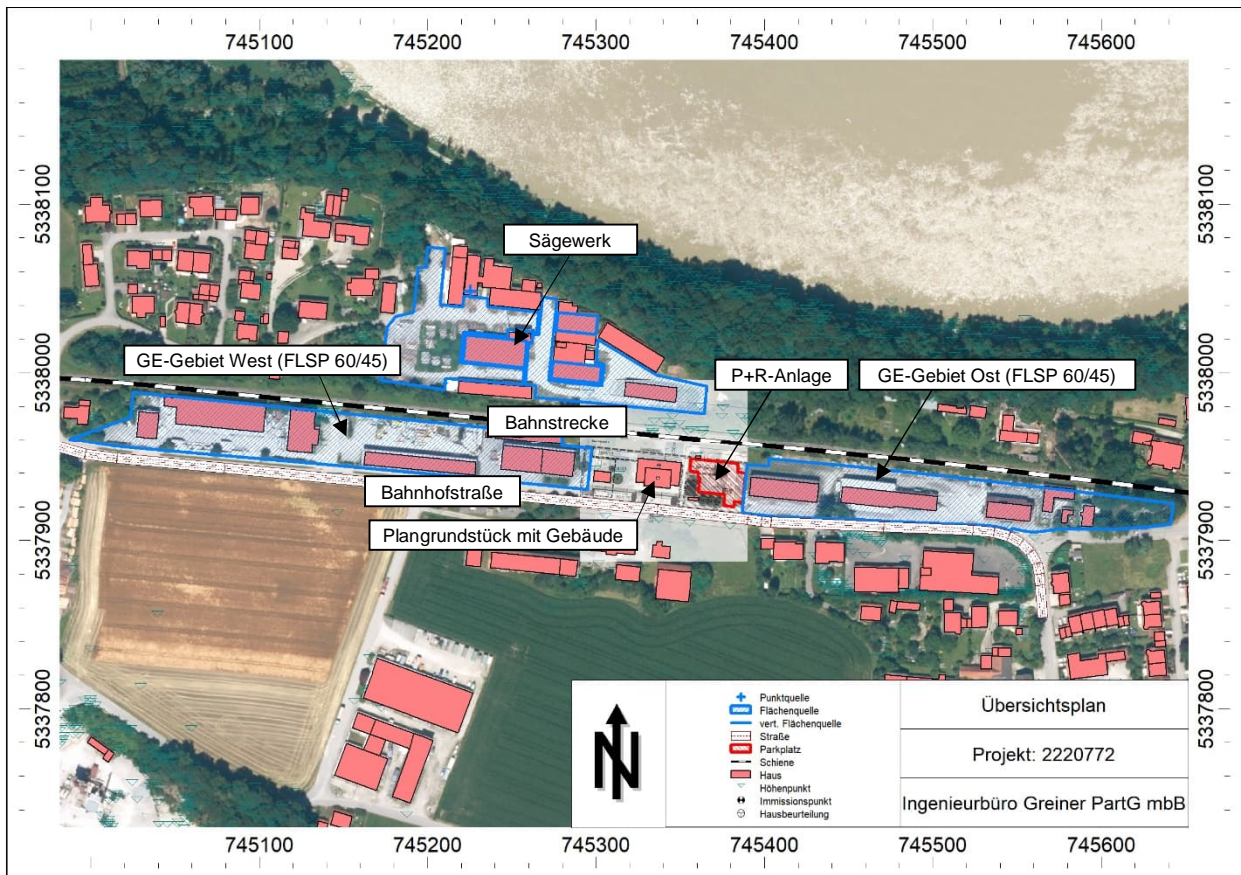 745100 745200 745300 745400 745500 745600
5338100 5338100
Sägewerk
5338000 5338000
GE-Gebiet West (FLSP 60/45)
P+R-Anlage
GE-Gebiet Ost (FLSP 60/45)
Bahnstrecke
Bahnhofstraße
5337900 5337900
Plangrundstück mit Gebäude
5337800 5337800
N
Punktquelle
Flächenquelle
vert. Flächenquelle
Straße
Parkplatz
Schiene
Haus
Höhenpunkt
Immissionspunkt
Hausbeurteilung
Übersichtsplan
Projekt: 2220772
Ingenieurbüro Greiner PartG mbB
745100 745200 745300 745400 745500 745600